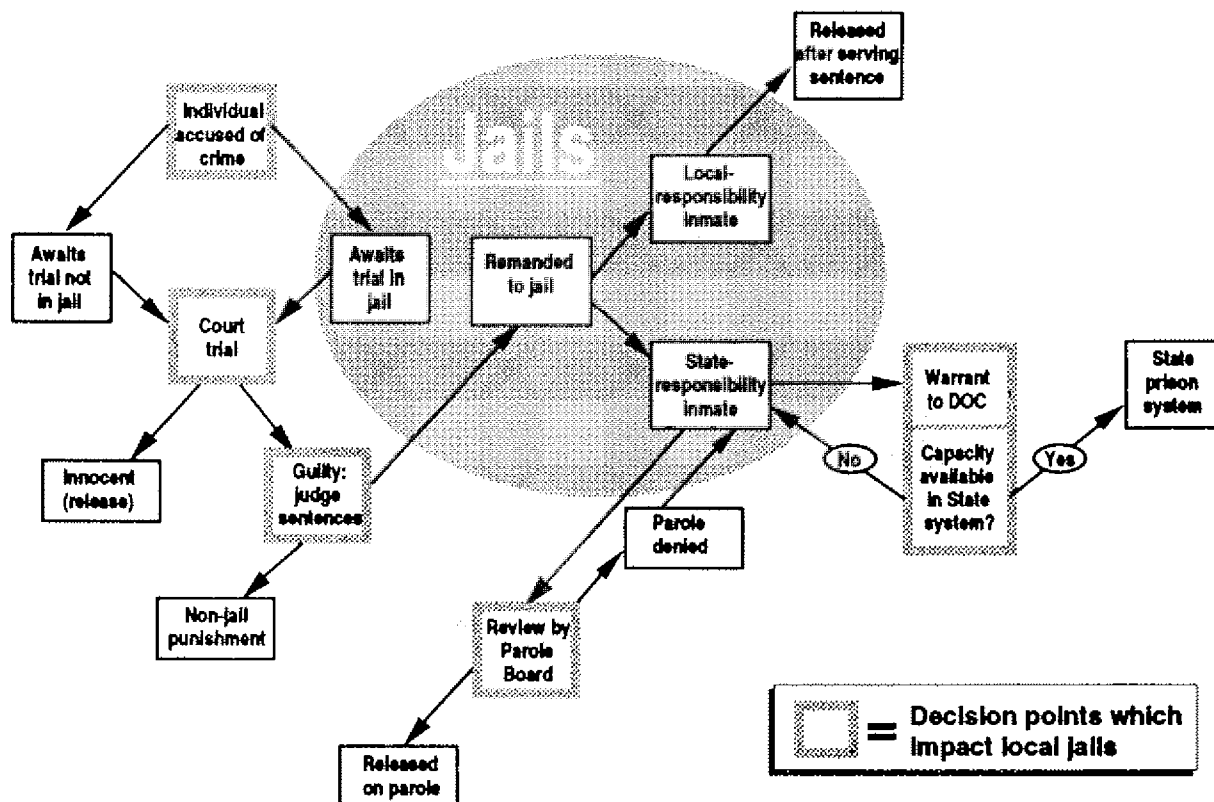 Released
after serving
sentence
Individual
accused of
crime
Jails
Local-
responsibility
inmate
Awaits
trial not
in jail
Awaits
trial in
jail
Remanded
to jail
Court
trial
State-
responsibility
inmate
Warrant
to DOC
State
prison
system
Innocent
(release)
Guilty:
judge
sentences
No
Capacity
available
in State
system?
Yes
Parole
denied
Non-jail
punishment
Review by
Parole
Board
Released
on parole
= Decision points which
impact local jails